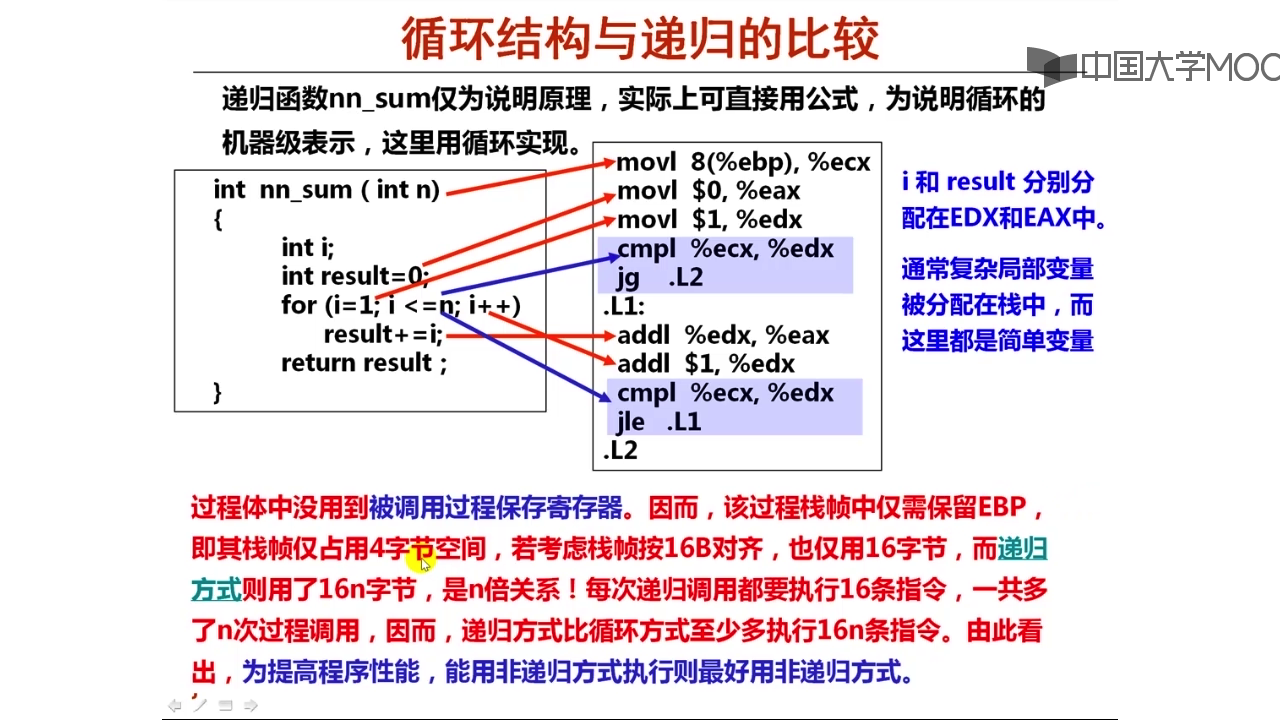 循环结构与递归的比较
中国大学MOO
递归函数nn_sum仅为说明原理，实际上可直接用公式，为说明循环的
机器级表示，这里用循环实现。
int nn_sum ( int n)
{
int i;
int result=0;
for (i=1; i <=n; i++)
result+=i;
return result ;
}
movl 8(%ebp), %ecx
movl $0, %eax
movl $1, %edx
cmpl %ecx, %edx
jg .L2
.L1:
addl %edx, %eax
addl $1, %edx
cmpl %ecx, %edx
jle .L1
.L2
i 和 result 分别分
配在EDX和EAX中。
通常复杂局部变量
被分配在栈中，而
这里都是简单变量
过程体中没用到被调用过程保存寄存器。因而，该过程栈帧中仅需保留EBP，
即其栈帧仅占用4字节空间，若考虑栈帧按16B对齐，也仅用16字节，而递归
方式则用了16n字节，是n倍关系！每次递归调用都要执行16条指令，一共多
了n次过程调用，因而，递归方式比循环方式至少多执行16n条指令。由此看
出，为提高程序性能，能用非递归方式执行则最好用非递归方式。